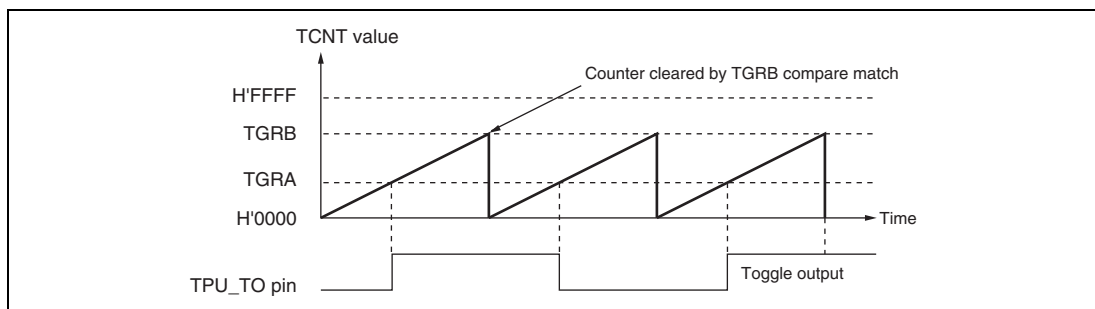 TCNT value
Counter cleared by TGRB compare match
H'FFFF
TGRB
TGRA
H'0000
Time
TPU_TO pin
Toggle output